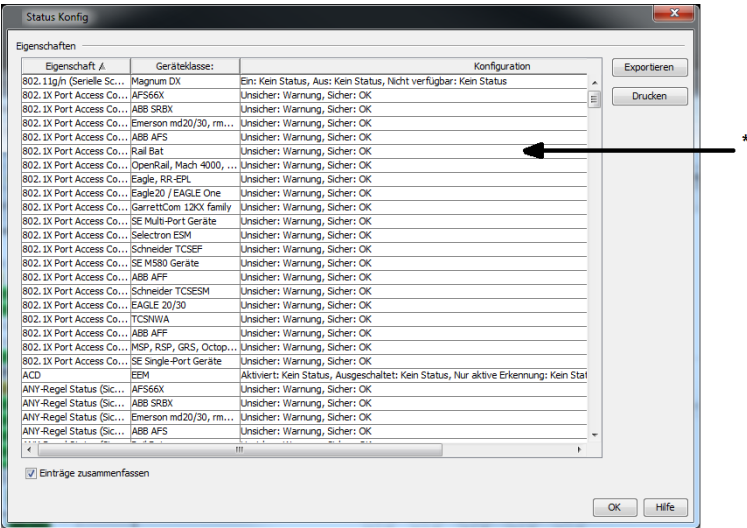 Status Konfig
Eigenschaften
Eigenschaft Geräteklasse: Konfiguration
802.11g/n (Serielle Sc... Magnum DX Ein: Kein Status, Aus: Kein Status, Nicht verfügbar: Kein Status
802.1X Port Access Co... AFS66X Unsicher: Warnung, Sicher: OK
802.1X Port Access Co... ABB SRBX Unsicher: Warnung, Sicher: OK
802.1X Port Access Co... Emerson md20/30, rm... Unsicher: Warnung, Sicher: OK
802.1X Port Access Co... ABB AFS Unsicher: Warnung, Sicher: OK
802.1X Port Access Co... Rail Bat Unsicher: Warnung, Sicher: OK
802.1X Port Access Co... OpenRail, Mach 4000, ... Unsicher: Warnung, Sicher: OK
802.1X Port Access Co... Eagle, RR-EPL Unsicher: Warnung, Sicher: OK
802.1X Port Access Co... Eagle20 / EAGLE One Unsicher: Warnung, Sicher: OK
802.1X Port Access Co... GarrettCom 12KX family Unsicher: Warnung, Sicher: OK
802.1X Port Access Co... SE Multi-Port Geräte Unsicher: Warnung, Sicher: OK
802.1X Port Access Co... Selectron ESM Unsicher: Warnung, Sicher: OK
802.1X Port Access Co... Schneider TCSEF Unsicher: Warnung, Sicher: OK
802.1X Port Access Co... SE M580 Geräte Unsicher: Warnung, Sicher: OK
802.1X Port Access Co... ABB AFF Unsicher: Warnung, Sicher: OK
802.1X Port Access Co... Schneider TCSESM Unsicher: Warnung, Sicher: OK
802.1X Port Access Co... EAGLE 20/30 Unsicher: Warnung, Sicher: OK
802.1X Port Access Co... TCSNWA Unsicher: Warnung, Sicher: OK
802.1X Port Access Co... ABB AFF Unsicher: Warnung, Sicher: OK
802.1X Port Access Co... MSP, RSP, GRS, Octop... Unsicher: Warnung, Sicher: OK
802.1X Port Access Co... SE Single-Port Geräte Unsicher: Warnung, Sicher: OK
ACD EEM Aktiviert: Kein Status, Ausgeschaltet: Kein Status, Nur aktive Erkennung: Kein Stat
ANY-Regel Status (Sic... AFS66X Unsicher: Warnung, Sicher: OK
ANY-Regel Status (Sic... ABB SRBX Unsicher: Warnung, Sicher: OK
ANY-Regel Status (Sic... Emerson md20/30, rm... Unsicher: Warnung, Sicher: OK
ANY-Regel Status (Sic... ABB AFS Unsicher: Warnung, Sicher: OK
Einträge zusammenfassen
Exportieren
Drucken
*
OK Hilfe